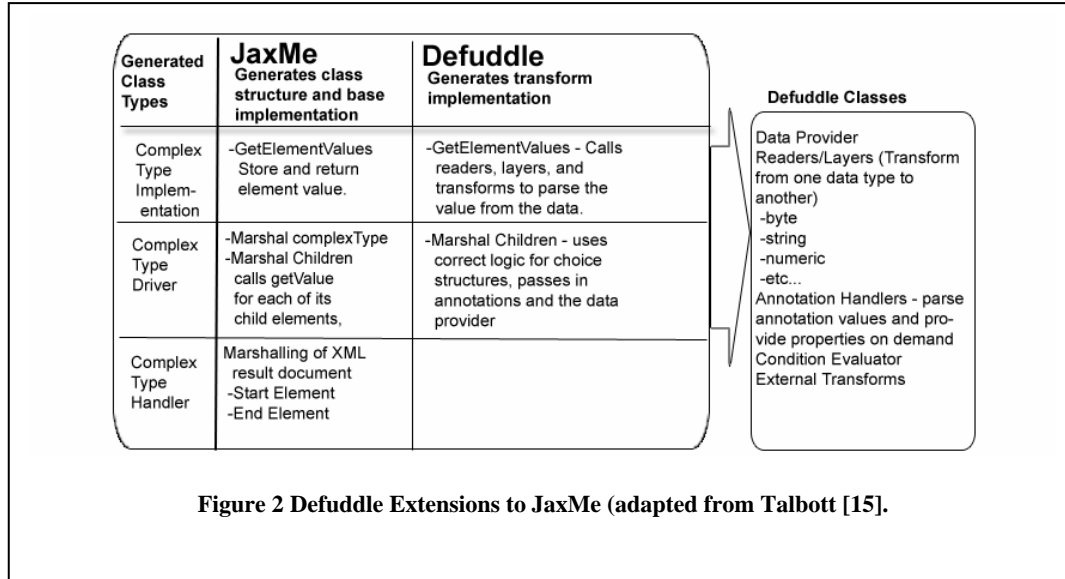 Generated
Class
Types
JaxMe
Generates class
structure and base
implementation
Defuddle
Generates transform
implementation
Complex
Type
Implem-
entation
-GetElementValues
Store and return
element value.
-GetElementValues - Calls
readers, layers, and
transforms to parse the
value from the data.
Complex
Type
Driver
-Marshal complexType
-Marshal Children
calls getValue
for each of its
child elements,
-Marshal Children - uses
correct logic for choice
structures, passes in
annotations and the data
provider
Complex
Type
Handler
Marshalling of XML
result document
-Start Element
-End Element
Defuddle Classes
Data Provider
Readers/Layers (Transform
from one data type to
another)
-byte
-string
-numeric
-etc...
Annotation Handlers - parse
annotation values and pro-
vide properties on demand
Condition Evaluator
External Transforms
Figure 2 Defuddle Extensions to JaxMe (adapted from Talbott [15].